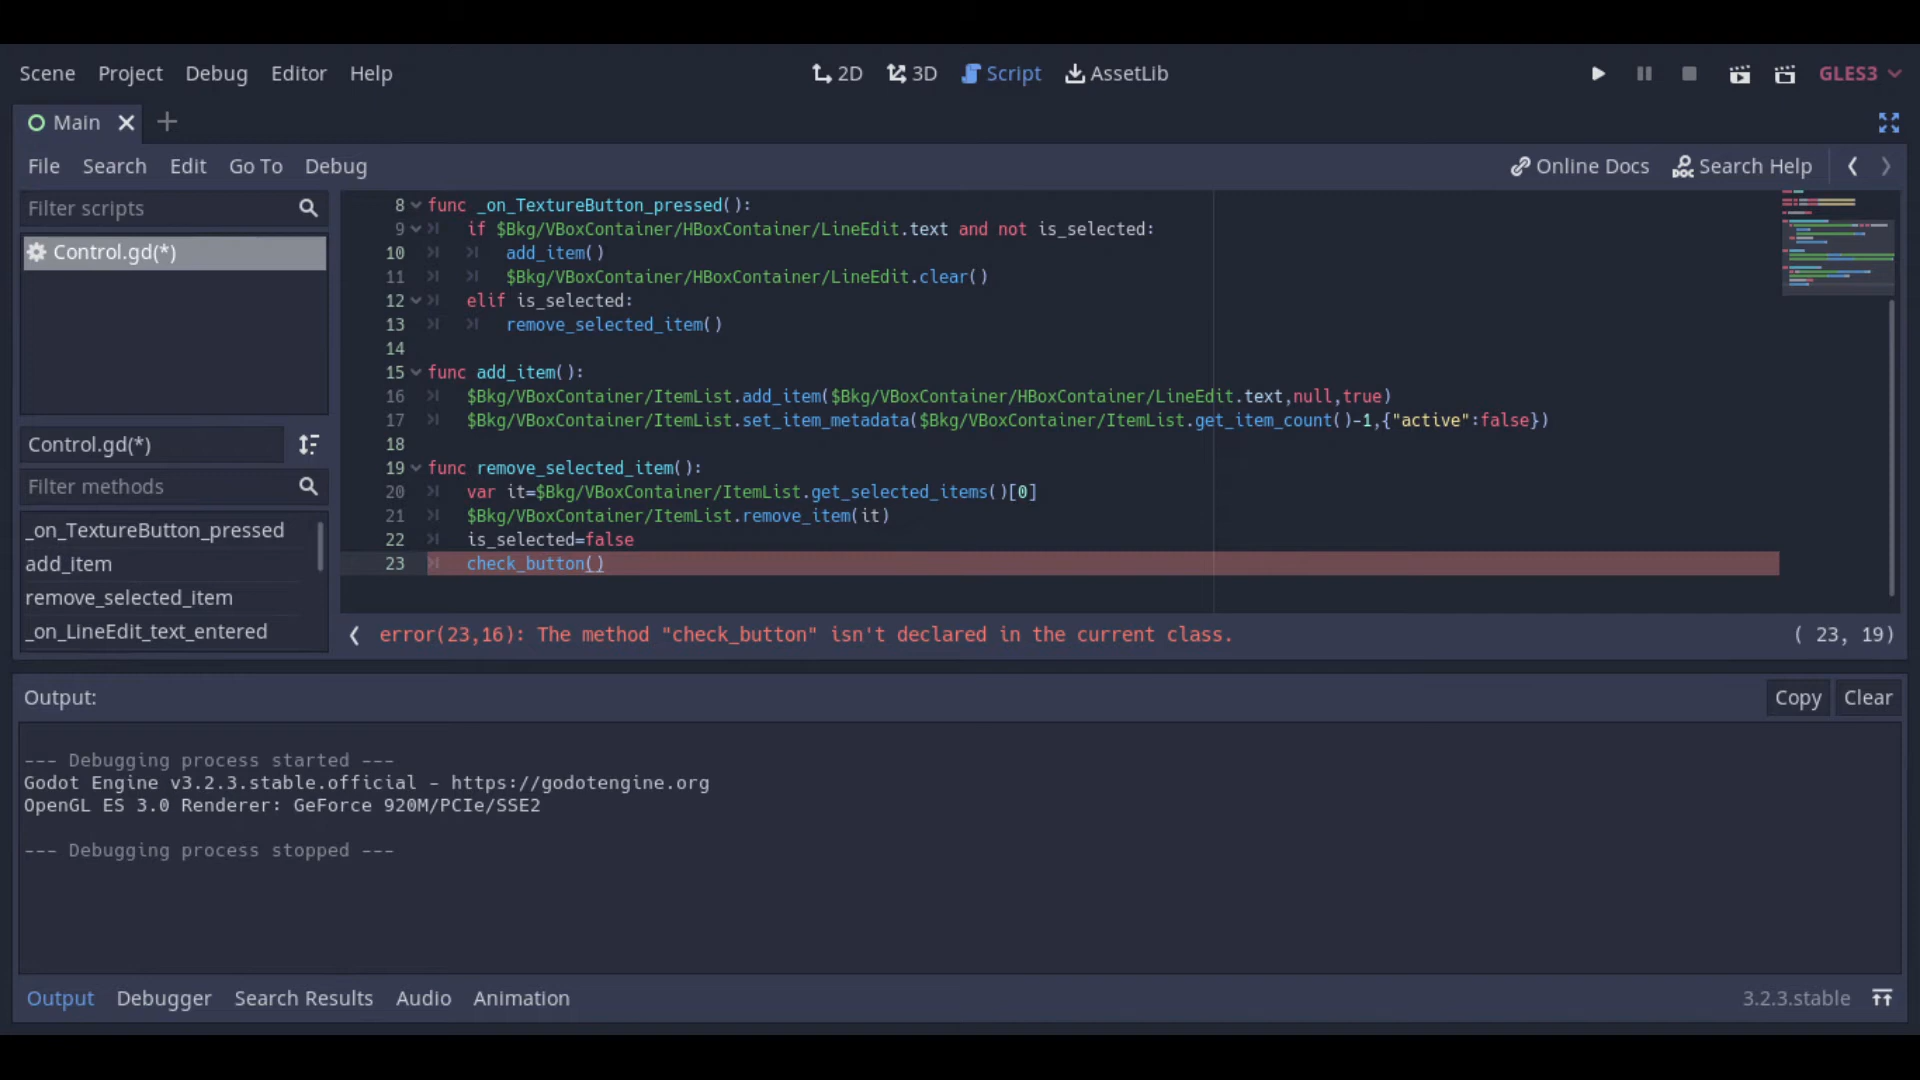 Scene Project Debug Editor Help 2D 3D Script AssetLib GLES3
Main
File Search Edit Go To Debug Online Docs Search Help
Filter scripts
Control.gd(*)
Control.gd(*)
Filter methods
_on_TextureButton_pressed
add_item
remove_selected_item
_on_LineEdit_text_entered
8 func _on_TextureButton_pressed():
9 if $Bkg/VBoxContainer/HBoxContainer/LineEdit.text and not is_selected:
10 add_item()
11 $Bkg/VBoxContainer/HBoxContainer/LineEdit.clear()
12 elif is_selected:
13 remove_selected_item()
14
15 func add_item():
16 $Bkg/VBoxContainer/ItemList.add_item($Bkg/VBoxContainer/HBoxContainer/LineEdit.text,null,true)
17 $Bkg/VBoxContainer/ItemList.set_item_metadata($Bkg/VBoxContainer/ItemList.get_item_count()-1,{"active":false})
18
19 func remove_selected_item():
20 var it=$Bkg/VBoxContainer/ItemList.get_selected_items()[0]
21 $Bkg/VBoxContainer/ItemList.remove_item(it)
22 is_selected=false
23 check_button()
error(23,16): The method "check_button" isn't declared in the current class. ( 23, 19)
Output: Copy Clear
--- Debugging process started ---
Godot Engine v3.2.3.stable.official - https://godotengine.org
OpenGL ES 3.0 Renderer: GeForce 920M/PCIe/SSE2
--- Debugging process stopped ---
Output Debugger Search Results Audio Animation 3.2.3.stable